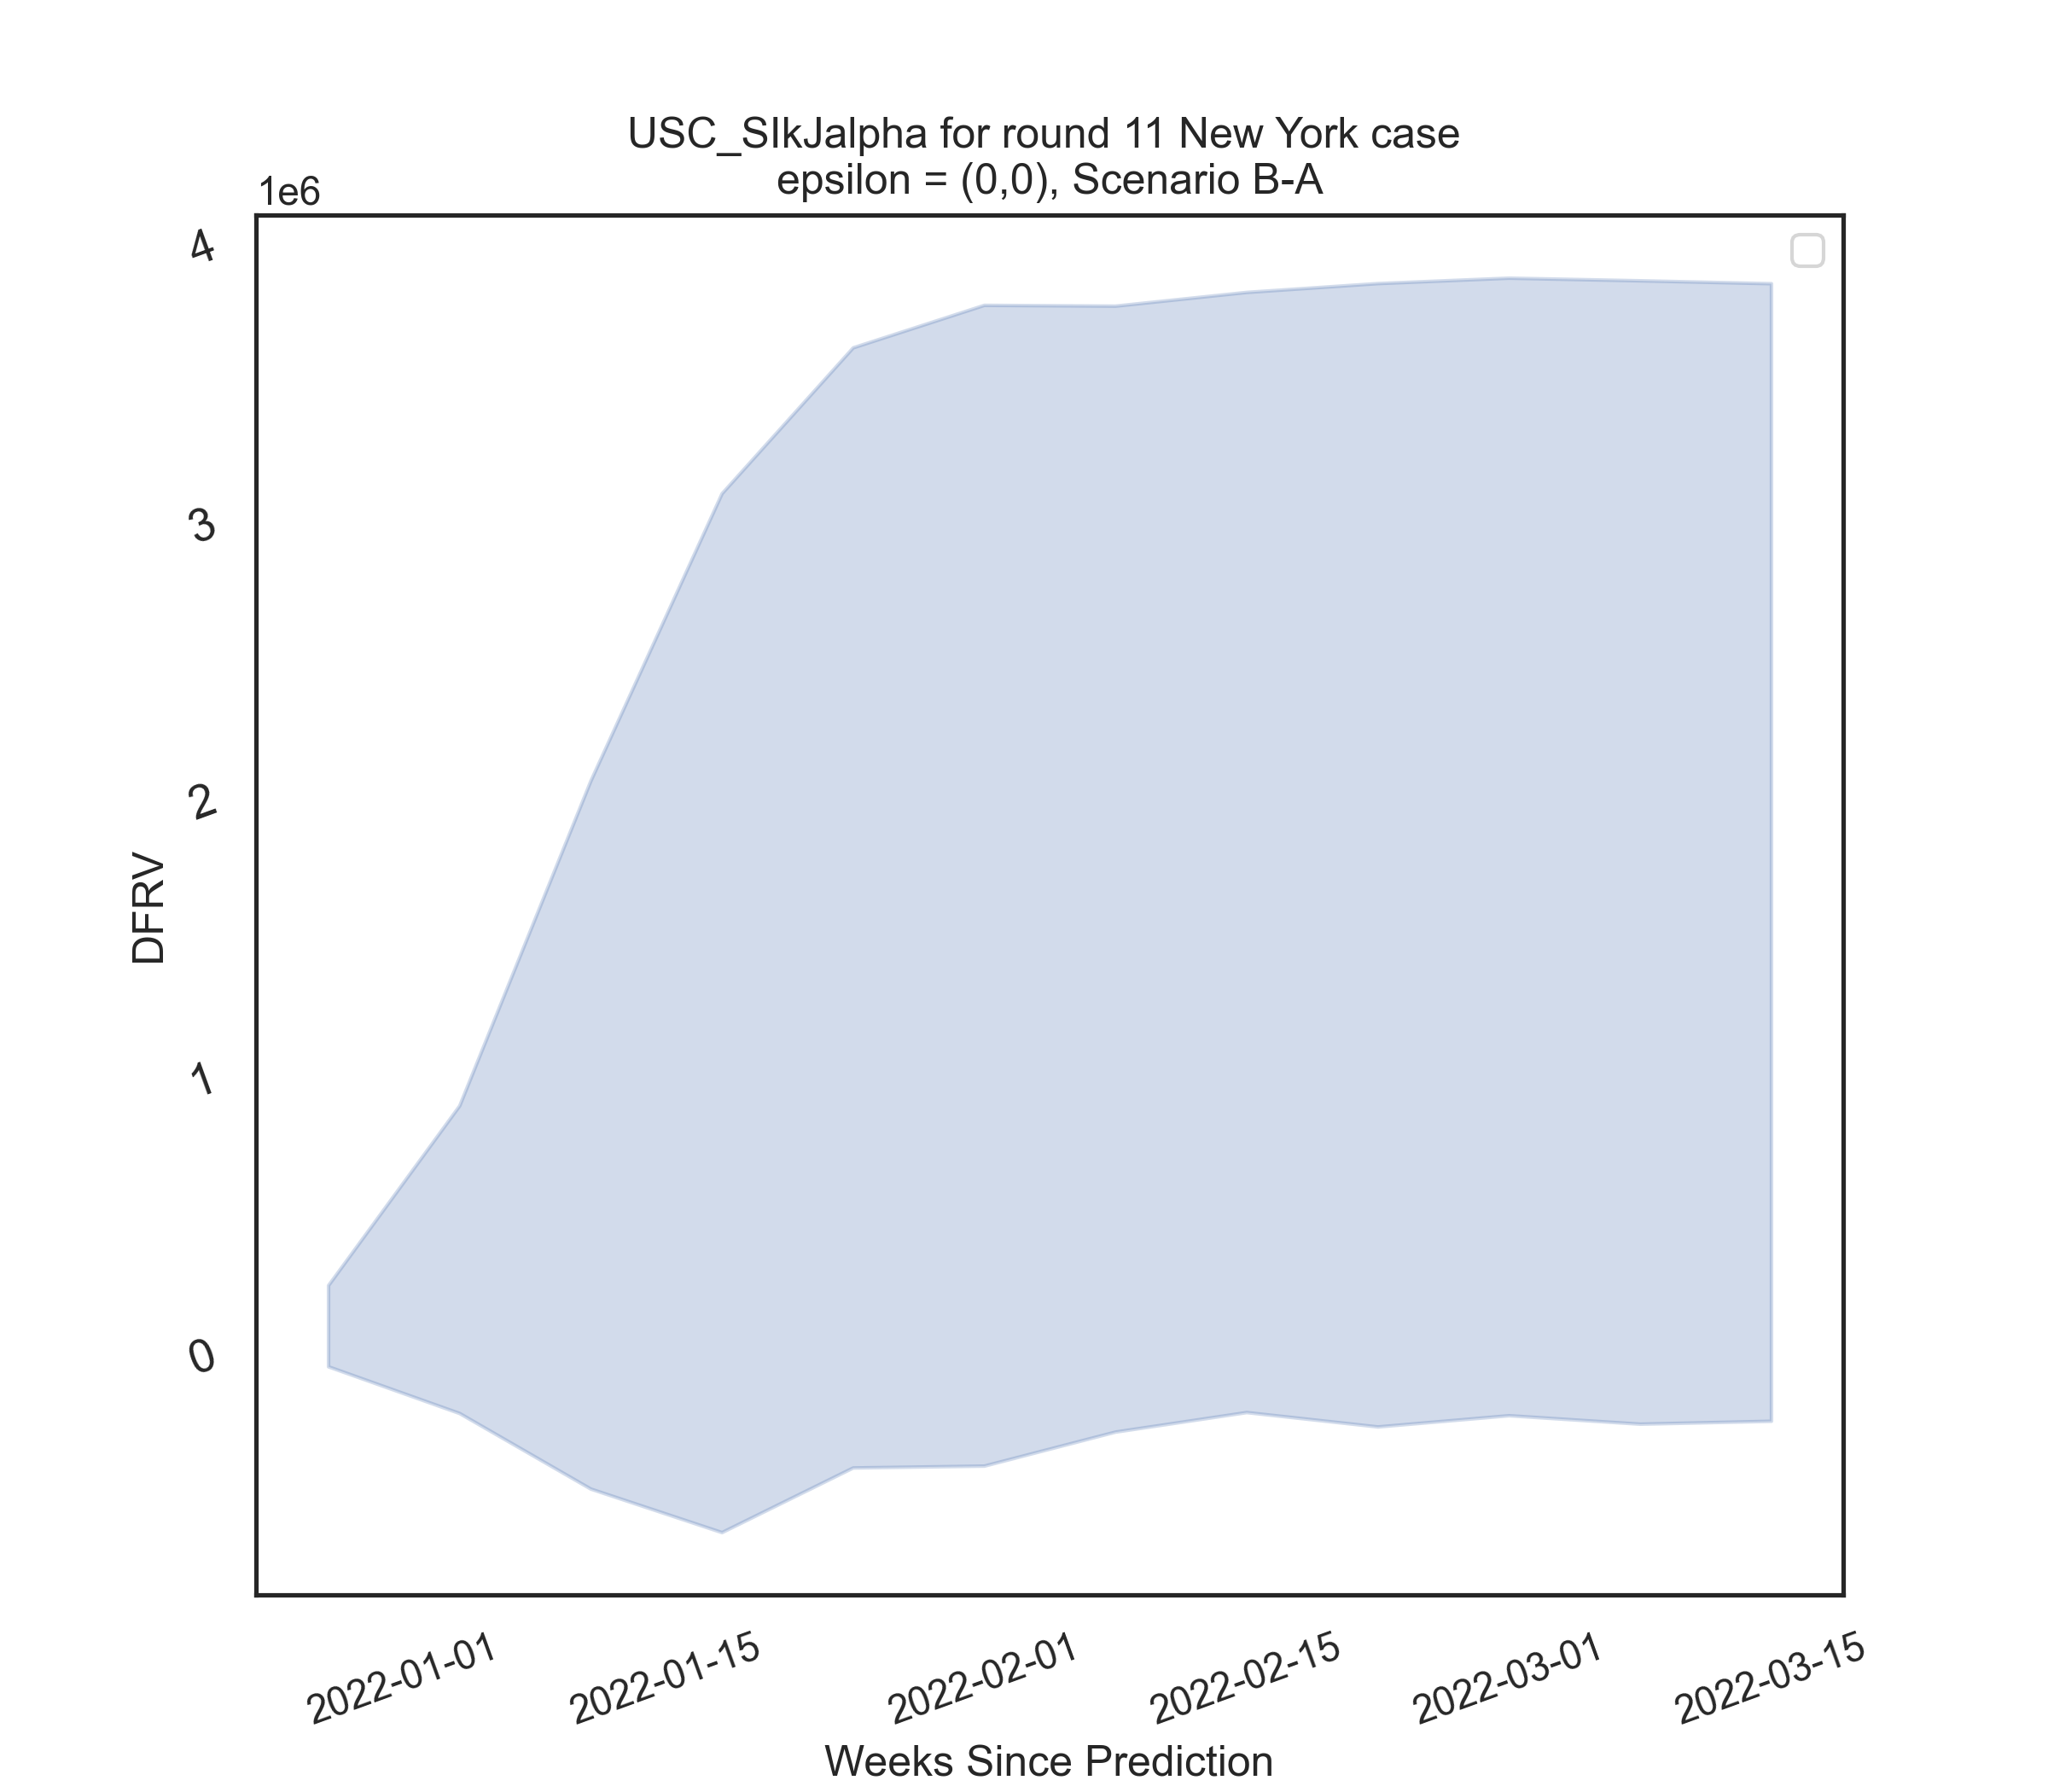 USC_SIkJalpha for round 11 New York case
epsilon = (0,0), Scenario B-A
1e6
4
3
2
1
0
DFRV
2022-01-01
2022-01-15
2022-02-01
2022-02-15
2022-03-01
2022-03-15
Weeks Since Prediction